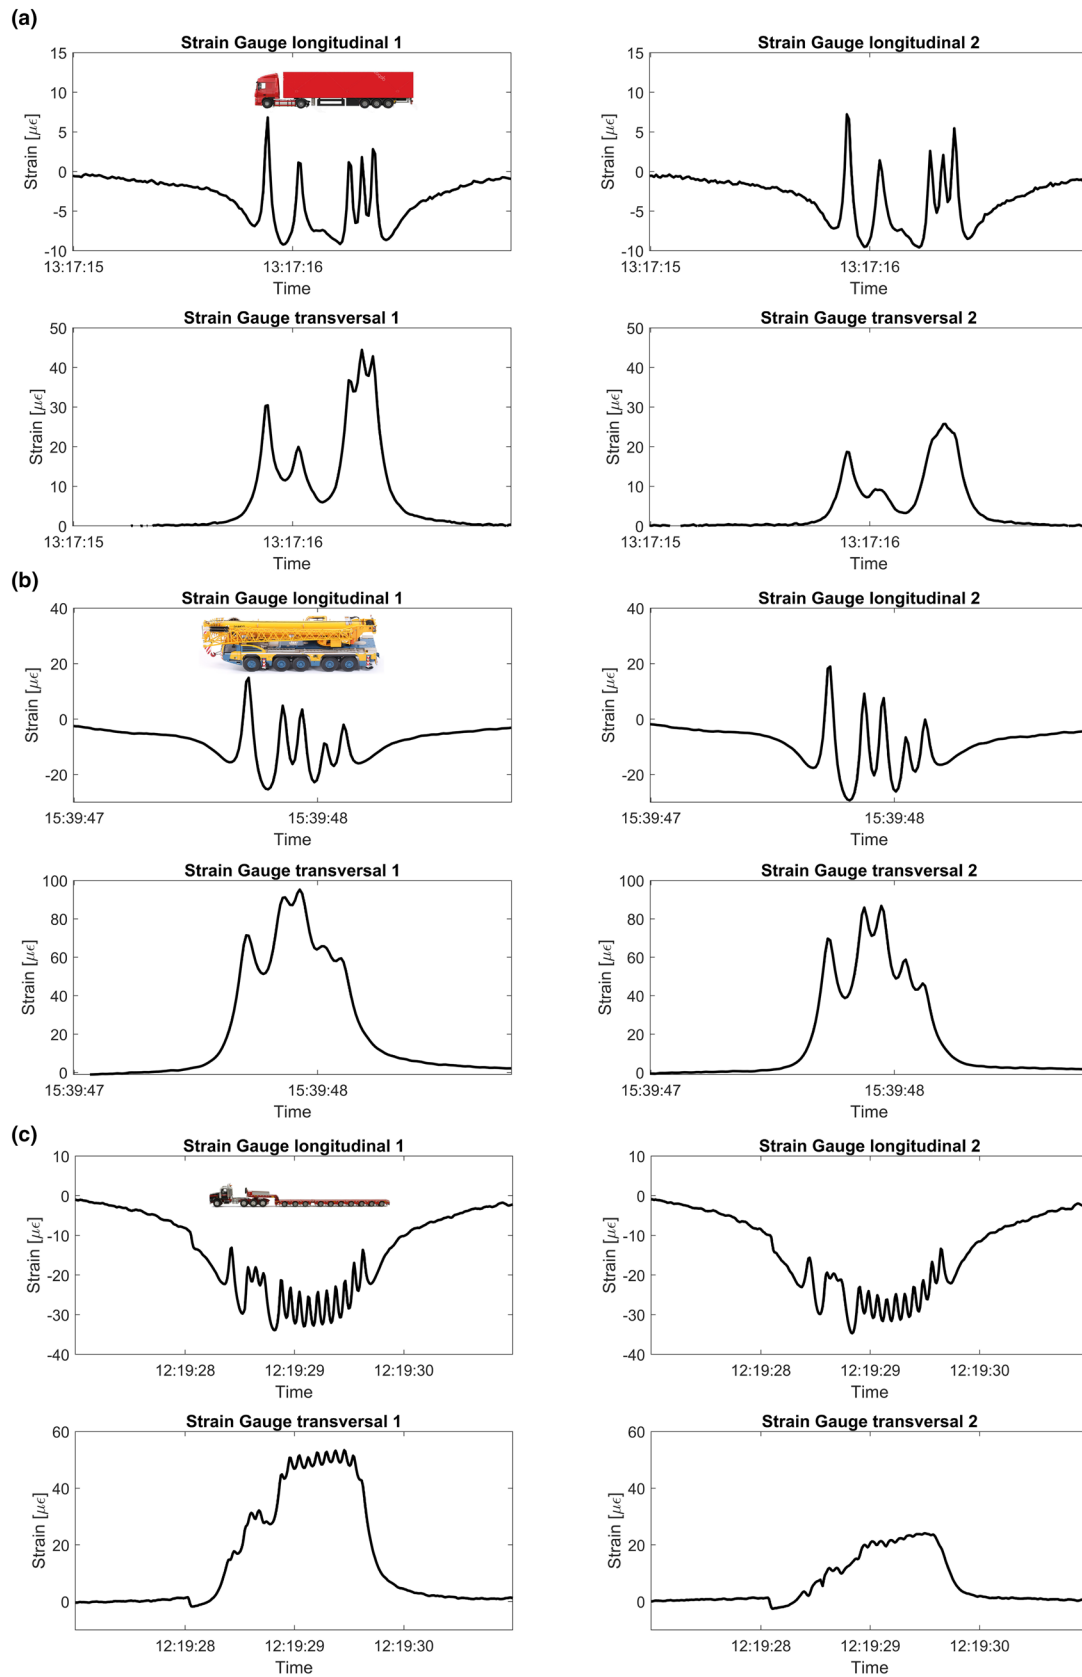 (a)
Strain Gauge longitudinal 1
Strain [με]
15
10
5
0
-5
-10
13:17:15
13:17:16
Time
Strain Gauge longitudinal 2
Strain [με]
15
10
5
0
-5
-10
13:17:15
13:17:16
Time
Strain Gauge transversal 1
Strain [με]
50
40
30
20
10
0
13:17:15
13:17:16
Time
Strain Gauge transversal 2
Strain [με]
50
40
30
20
10
0
13:17:15
13:17:16
Time
(b)
Strain Gauge longitudinal 1
Strain [με]
40
20
0
-20
15:39:47
15:39:48
Time
Strain Gauge longitudinal 2
Strain [με]
40
20
0
-20
15:39:47
15:39:48
Time
Strain Gauge transversal 1
Strain [με]
100
80
60
40
20
0
15:39:47
15:39:48
Time
Strain Gauge transversal 2
Strain [με]
100
80
60
40
20
0
15:39:47
15:39:48
Time
(c)
Strain Gauge longitudinal 1
Strain [με]
10
0
-10
-20
-30
-40
12:19:28
12:19:29
12:19:30
Time
Strain Gauge longitudinal 2
Strain [με]
10
0
-10
-20
-30
-40
12:19:28
12:19:29
12:19:30
Time
Strain Gauge transversal 1
Strain [με]
60
40
20
0
12:19:28
12:19:29
12:19:30
Time
Strain Gauge transversal 2
Strain [με]
60
40
20
0
12:19:28
12:19:29
12:19:30
Time